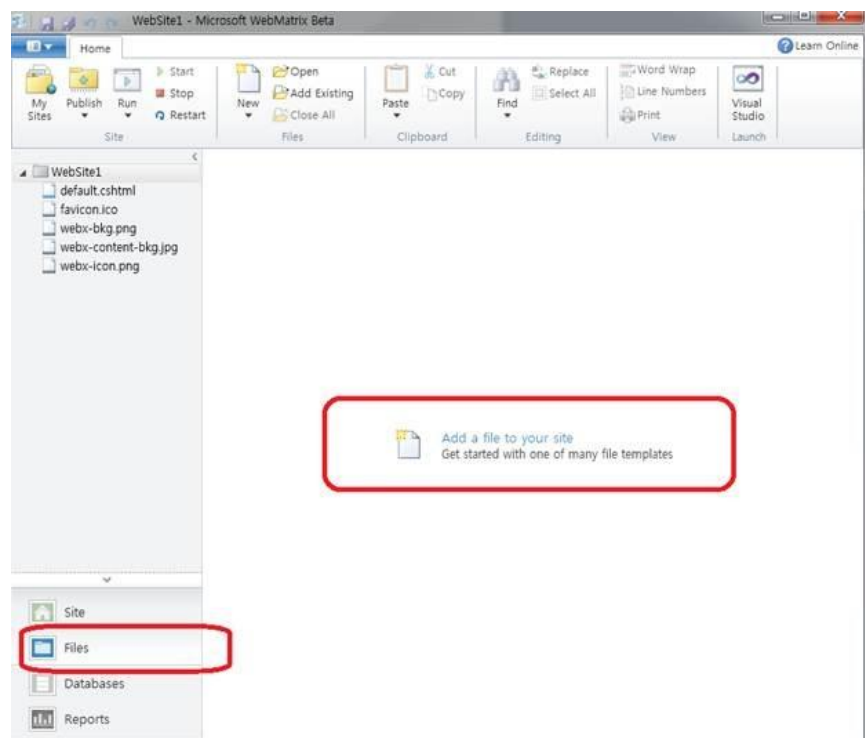 WebSite1 - Microsoft WebMatrix Beta
Home
Learn Online
My Sites
Publish
Run
Start
Stop
Restart
Site
New
Open
Add Existing
Close All
Files
Paste
Cut
Copy
Clipboard
Find
Replace
Select All
Editing
Word Wrap
Line Numbers
Print
View
Visual Studio
Launch
WebSite1
default.cshtml
favicon.ico
webx-bkg.png
webx-content-bkg.jpg
webx-icon.png
Add a file to your site
Get started with one of many file templates
Site
Files
Databases
Reports